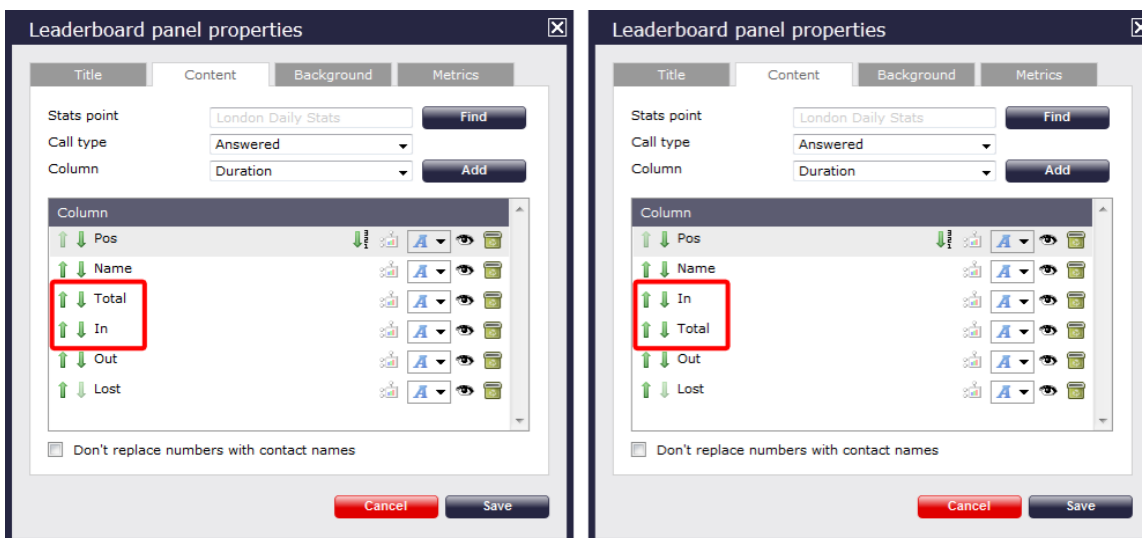 Leaderboard panel properties
Title Content Background Metrics
Stats point London Daily Stats Find
Call type Answered
Column Duration Add
Column
Pos
Name
Total
In
Out
Lost
Don't replace numbers with contact names
Cancel Save
Leaderboard panel properties
Title Content Background Metrics
Stats point London Daily Stats Find
Call type Answered
Column Duration Add
Column
Pos
Name
In
Total
Out
Lost
Don't replace numbers with contact names
Cancel Save